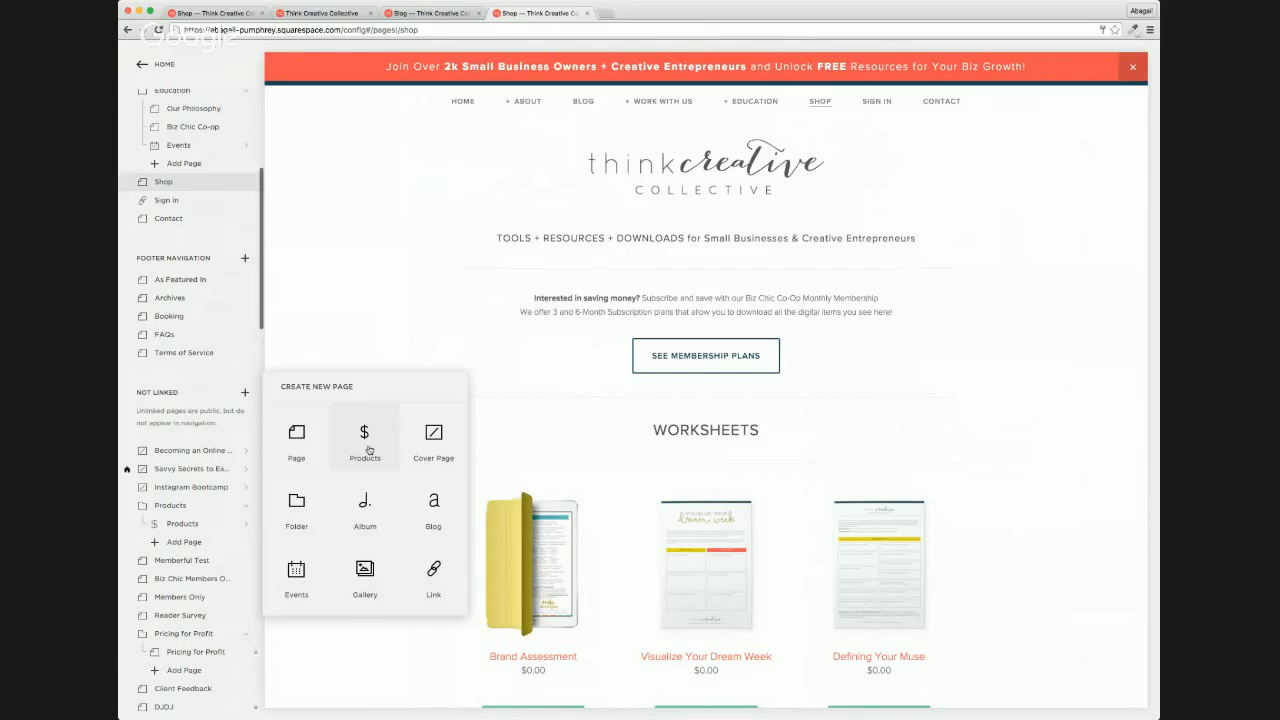 Shop — Think Creative Co
Think Creative Collective
Blog — Think Creative Co
Shop — Think Creative Co
Abagail
https://abagail-pumphrey.squarespace.com/config#/pages|/shop
HOME
Education
Our Philosophy
Biz Chic Co-op
Events
Add Page
Shop
Sign In
Contact
FOOTER NAVIGATION
As Featured In
Archives
Booking
FAQs
Terms of Service
NOT LINKED
Unlinked pages are public, but do
not appear in navigation.
Becoming an Online ...
Savvy Secrets to Ex...
Instagram Bootcamp
Products
Products
Add Page
Memberful Test
Biz Chic Members O...
Members Only
Reader Survey
Pricing for Profit
Pricing for Profit
Add Page
Client Feedback
DJDJ
CREATE NEW PAGE
Page
Products
Cover Page
Folder
Album
Blog
Events
Gallery
Link
Join Over 2k Small Business Owners + Creative Entrepreneurs and Unlock FREE Resources for Your Biz Growth!
HOME + ABOUT BLOG + WORK WITH US + EDUCATION SHOP SIGN IN CONTACT
thinkcreative
COLLECTIVE
TOOLS + RESOURCES + DOWNLOADS for Small Businesses & Creative Entrepreneurs
Interested in saving money? Subscribe and save with our Biz Chic Co-Op Monthly Membership
We offer 3 and 6-Month Subscription plans that allow you to download all the digital items you see here!
SEE MEMBERSHIP PLANS
WORKSHEETS
VISUALIZE YOUR
dream week
Brand Assessment
$0.00
Visualize Your Dream Week
$0.00
Defining Your Muse
$0.00